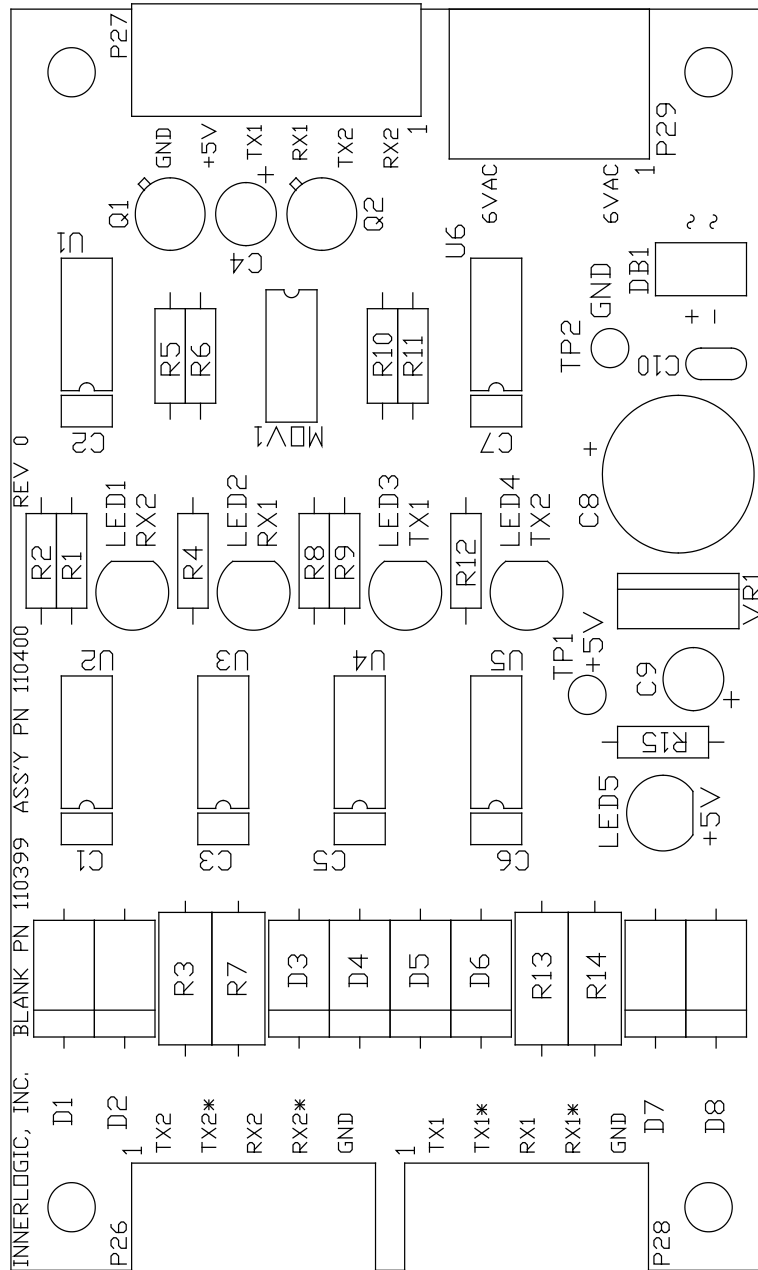 INNERLOGIC, INC.  BLANK PN 110399  ASS'Y PN 110400  REV 0
P27
GND
+5V
TX1
RX1
TX2
RX2
1
P29
6VAC
6VAC
1
Q1
+
C4
Q2
U1
U6
~
~
DB1
+
-
TP2
GND
R5
R6
MOV1
R10
R11
C10
C2
C7
+
C8
R2
R1
LED1
RX2
R4
LED2
RX1
R8
R9
LED3
TX1
R12
LED4
TX2
VR1
U2
U3
U4
U5
TP1
+5V
C9
+
R15
LED5
+5V
C1
C3
C5
C6
R3
R7
D3
D4
D5
D6
R13
R14
D1
D2
D7
D8
P26
1
TX2
TX2*
RX2
RX2*
GND
1
TX1
TX1*
RX1
RX1*
GND
P28